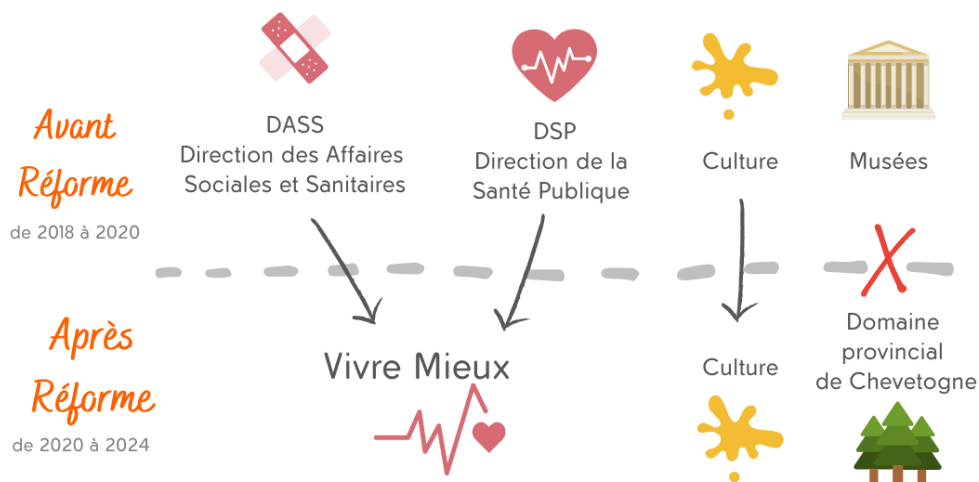 Avant
Réforme
de 2018 à 2020
DASS
Direction des Affaires
Sociales et Sanitaires
DSP
Direction de la
Santé Publique
Culture
Musées
Après
Réforme
de 2020 à 2024
Vivre Mieux
Culture
Domaine
provincial
de Chevetogne